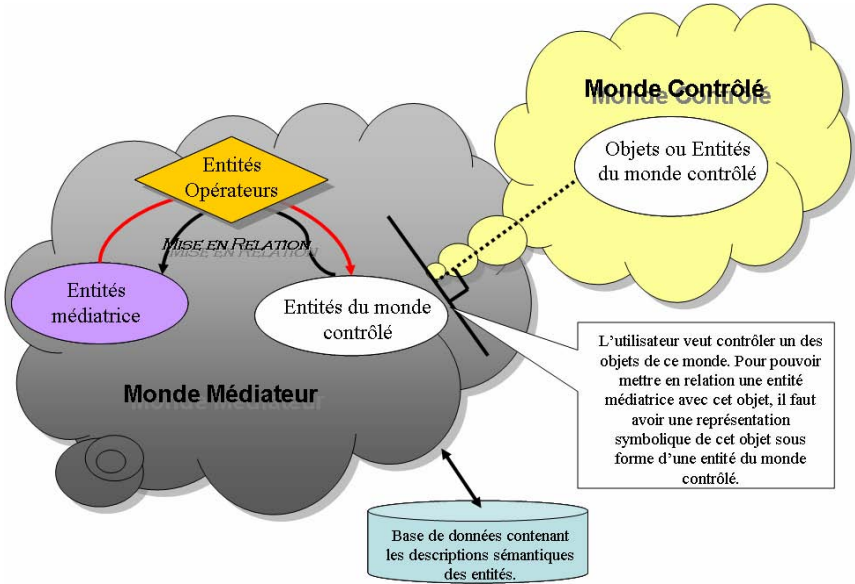 Monde Contrôlé
Objets ou Entités
du monde contrôlé
Entités
Opérateurs
MISE EN RELATION
Entités
médiatrice
Entités du monde
contrôlé
Monde Médiateur
L’utilisateur veut contrôler un des
objets de ce monde. Pour pouvoir
mettre en relation une entité
médiatrice avec cet objet, il faut
avoir une représentation
symbolique de cet objet sous
forme d’une entité du monde
contrôlé.
Base de données contenant
les descriptions sémantiques
des entités.